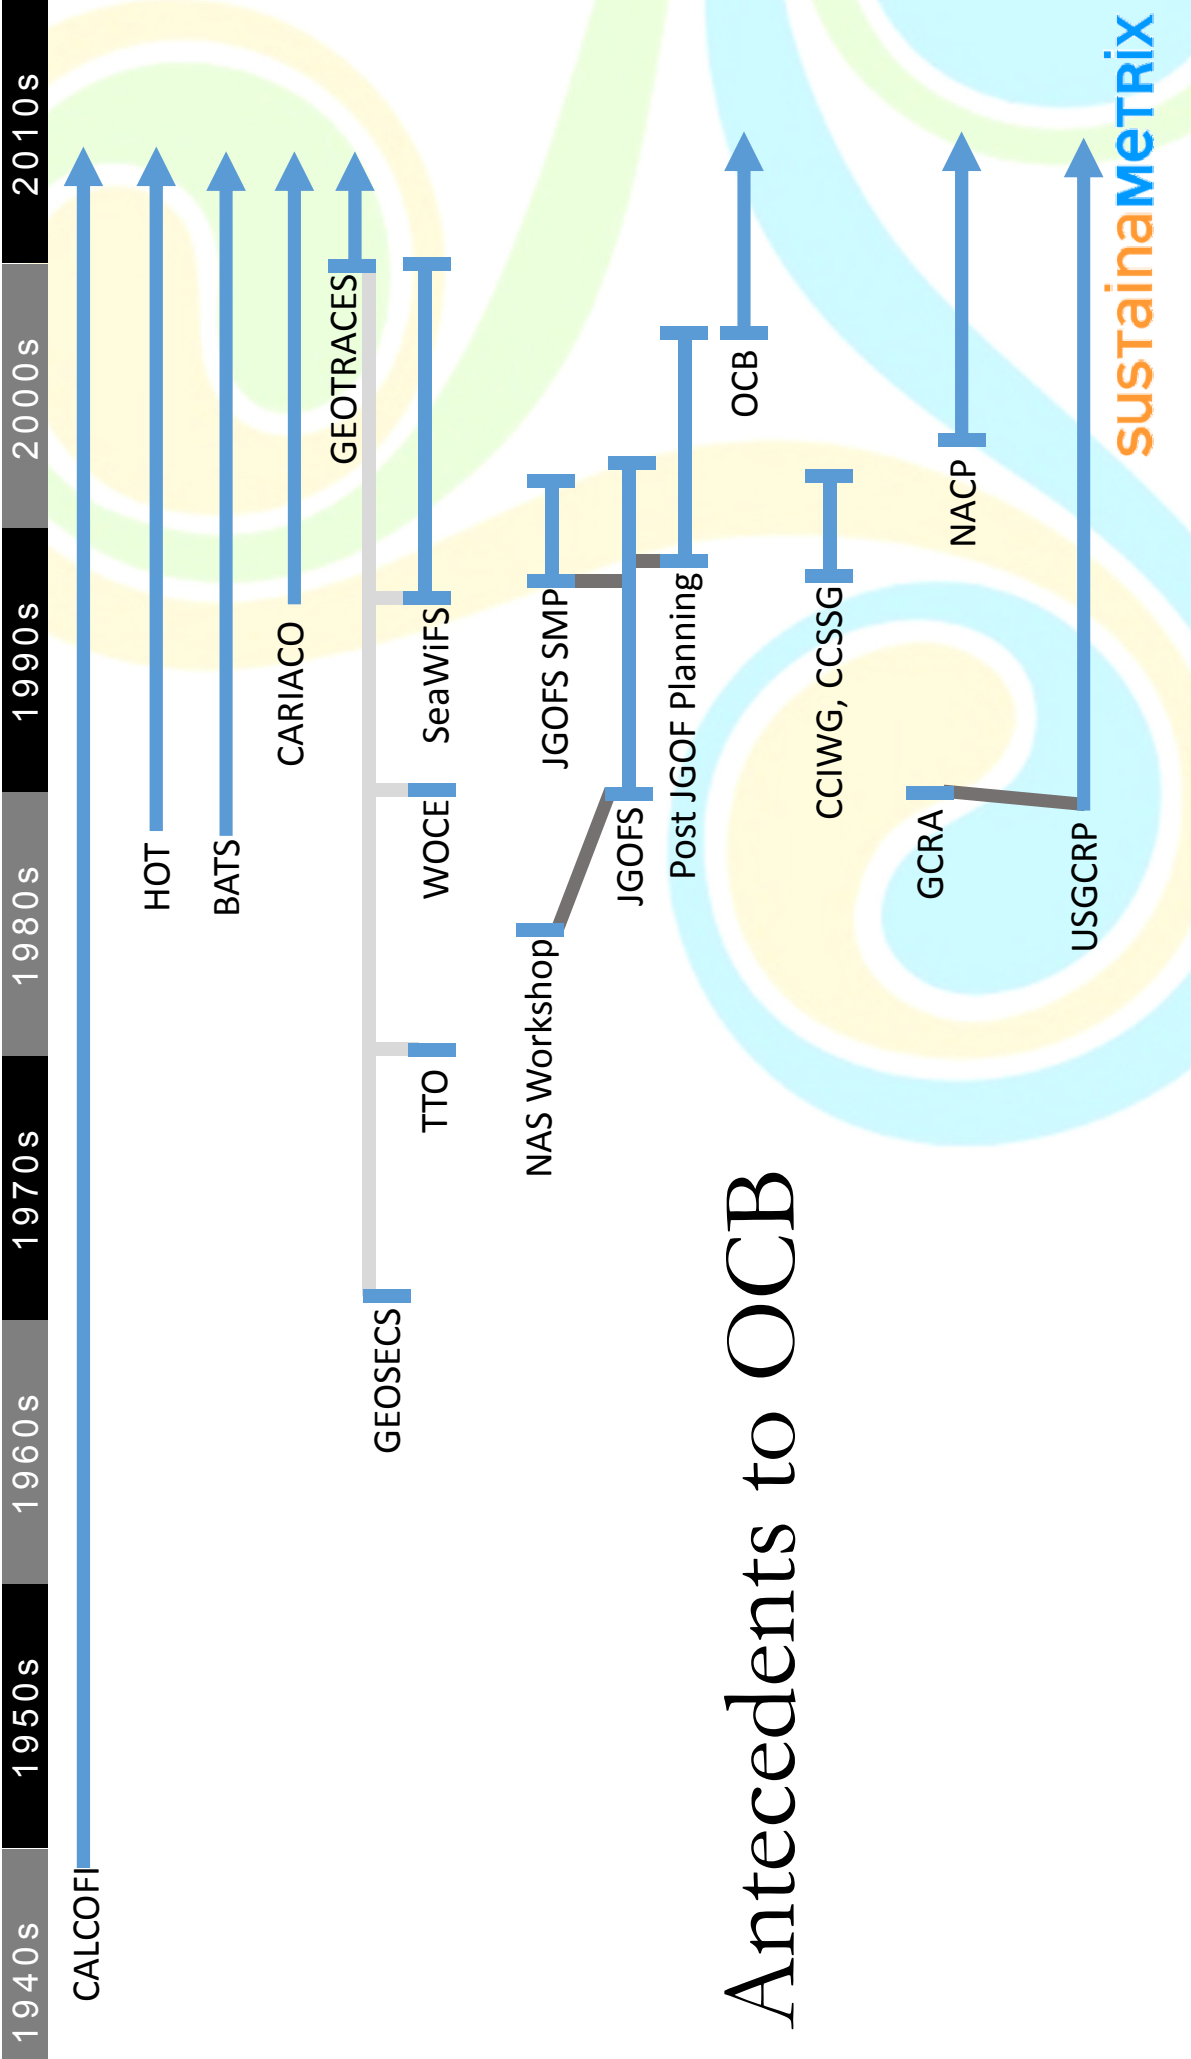 1940s
1950s
1960s
1970s
1980s
1990s
2000s
2010s
CALCOFI
HOT
BATS
CARIACO
GEOTRACES
GEOSECS
TTO
WOCE
SeaWiFS
NAS Workshop
JGOFS SMP
JGOFS
Post JGOF Planning
OCB
Antecedents to OCB
CCIWG, CCSSG
GCRA
NACP
USGCRP
sustainaMeTRiX